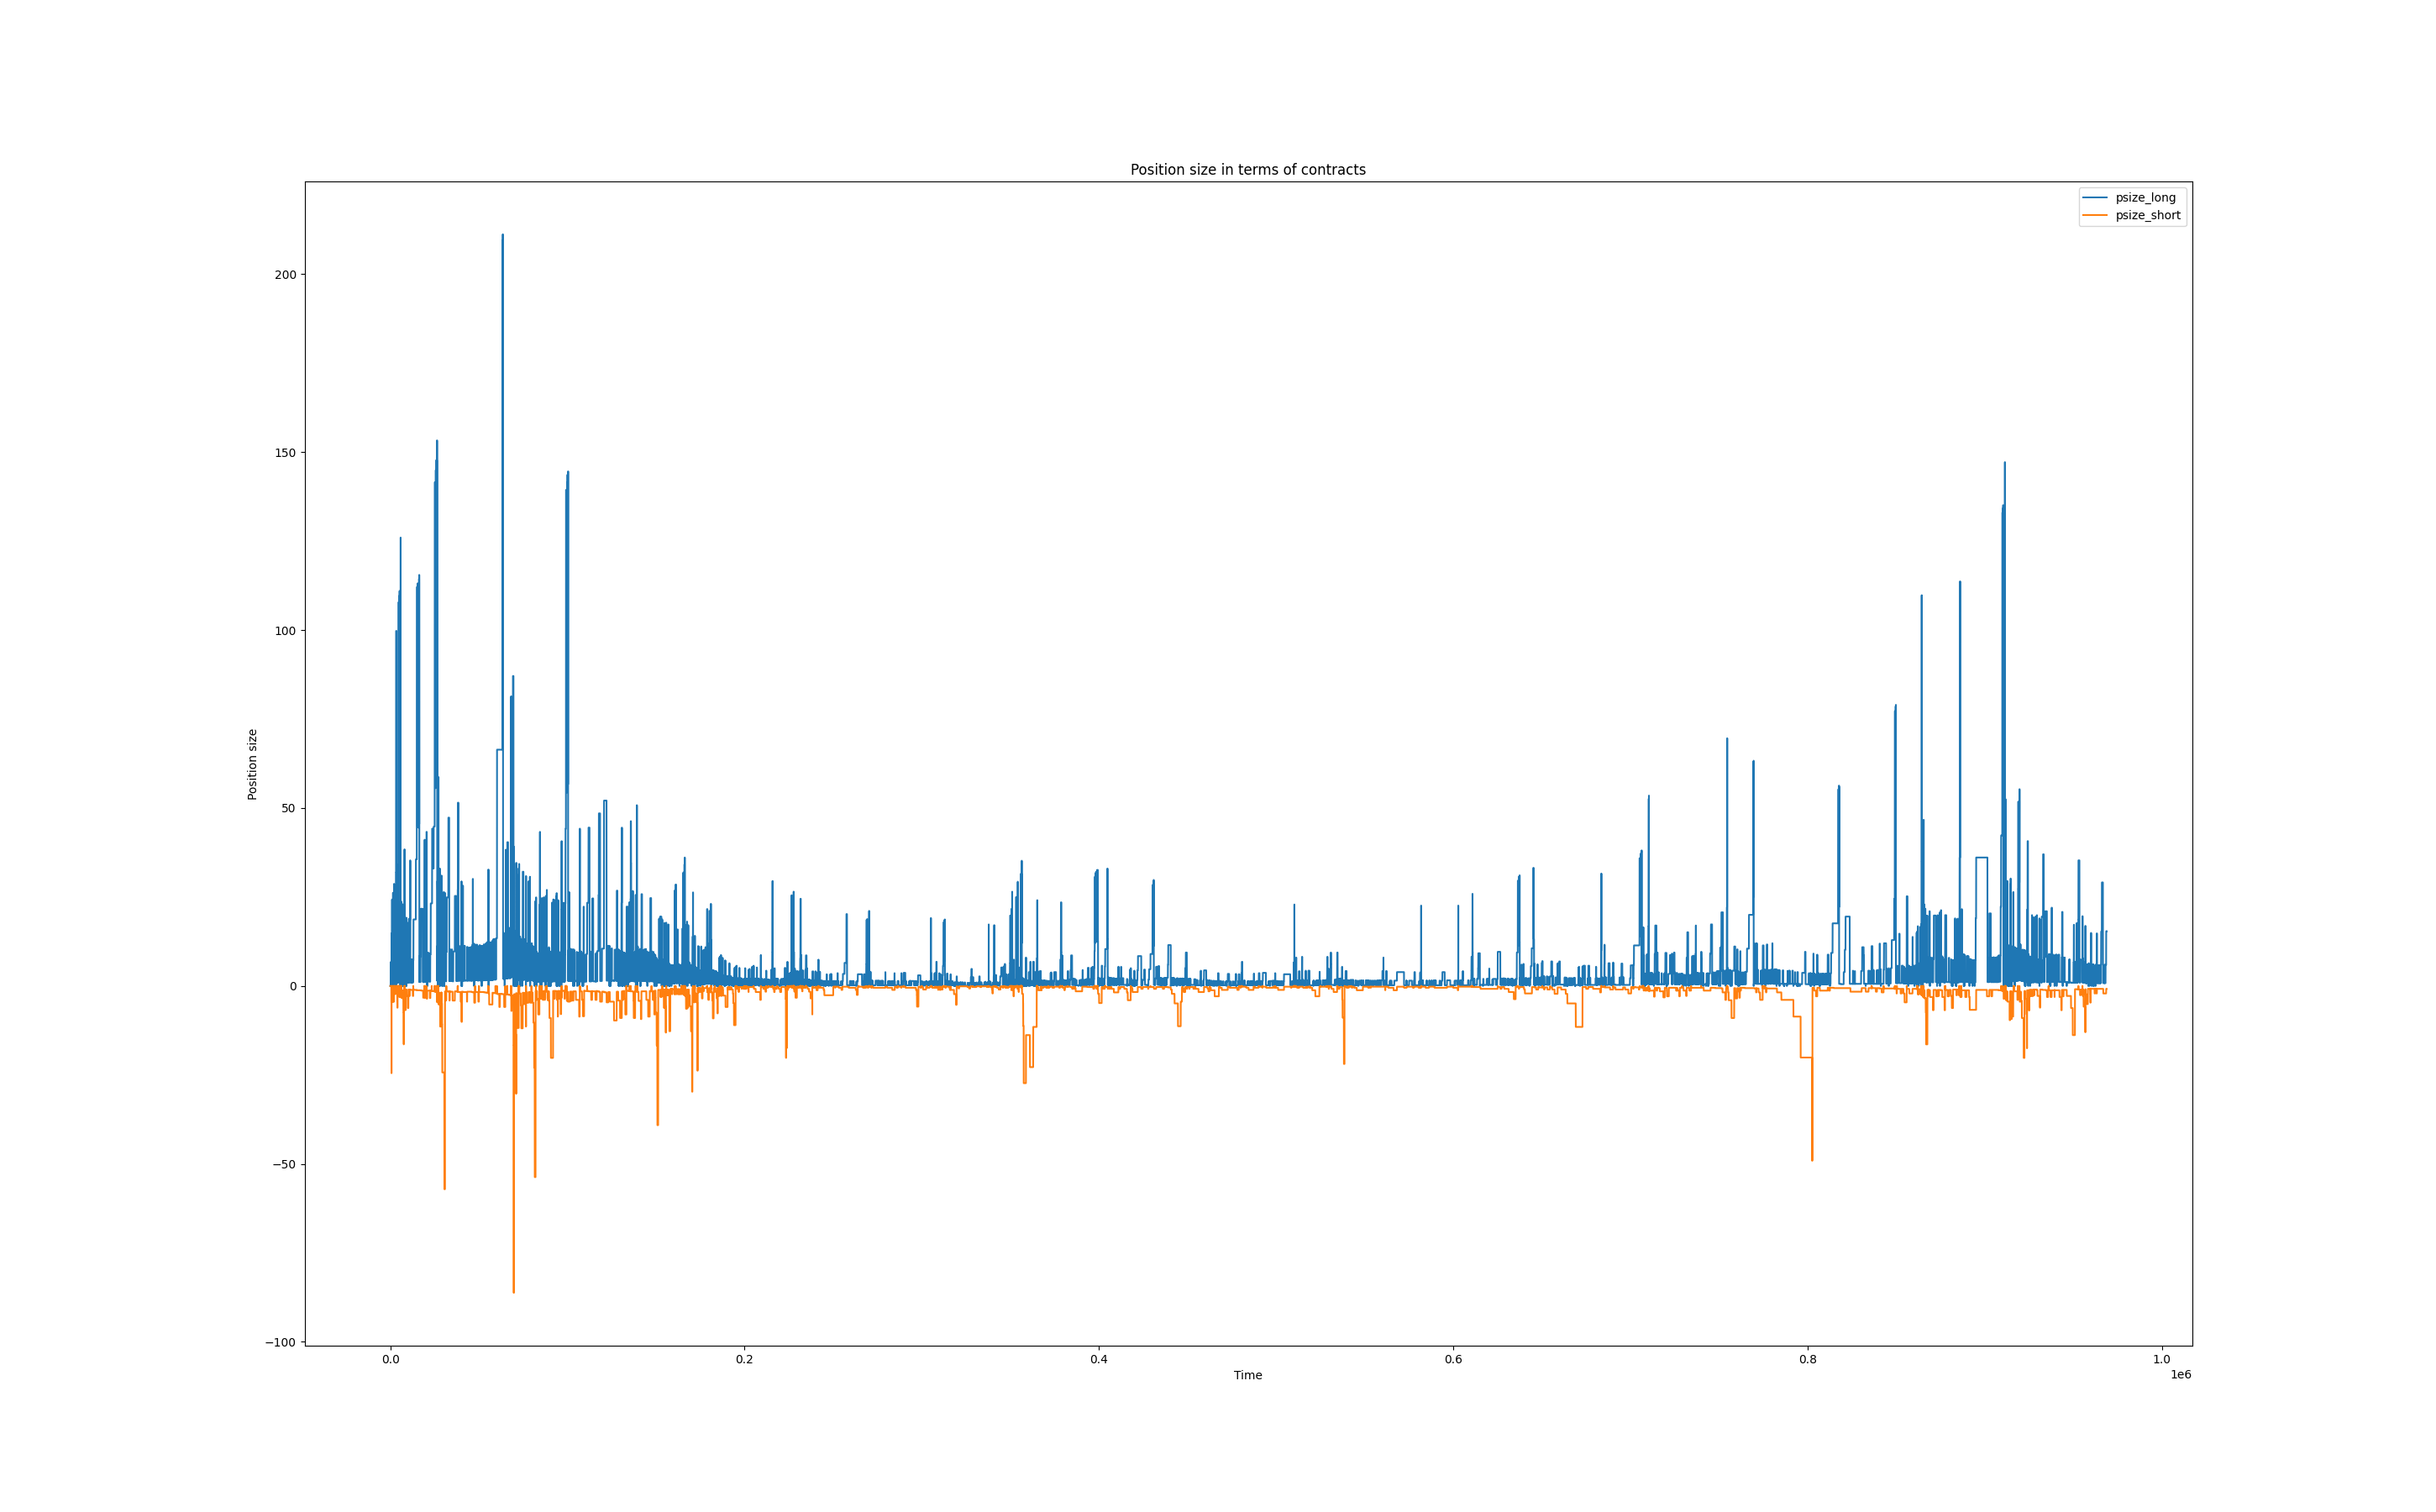 Position size in terms of contracts
psize_long
psize_short
Position size
200
150
100
50
0
−50
−100
0.0
0.2
0.4
0.6
0.8
1.0
Time
1e6